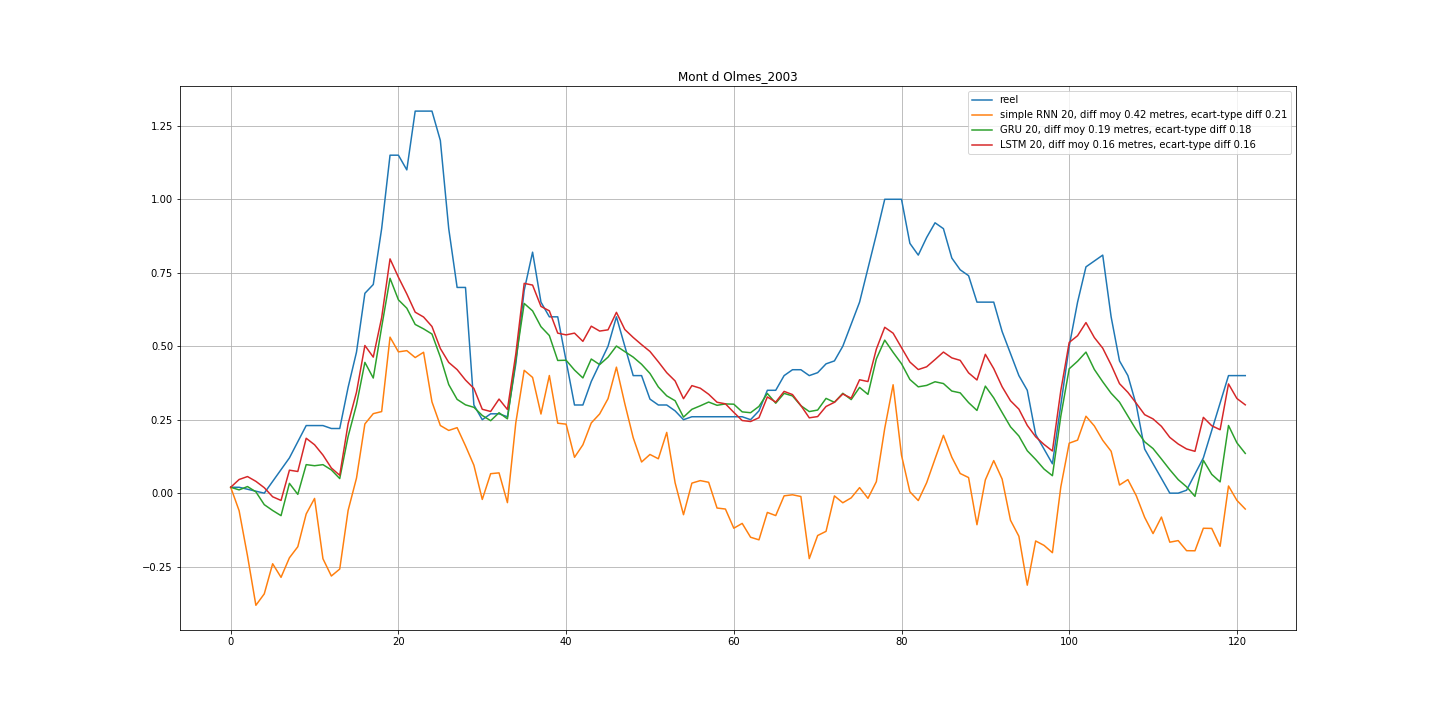 Mont d Olmes_2003
reel
simple RNN 20, diff moy 0.42 metres, ecart-type diff 0.21
GRU 20, diff moy 0.19 metres, ecart-type diff 0.18
LSTM 20, diff moy 0.16 metres, ecart-type diff 0.16
1.25
1.00
0.75
0.50
0.25
0.00
−0.25
0 20 40 60 80 100 120